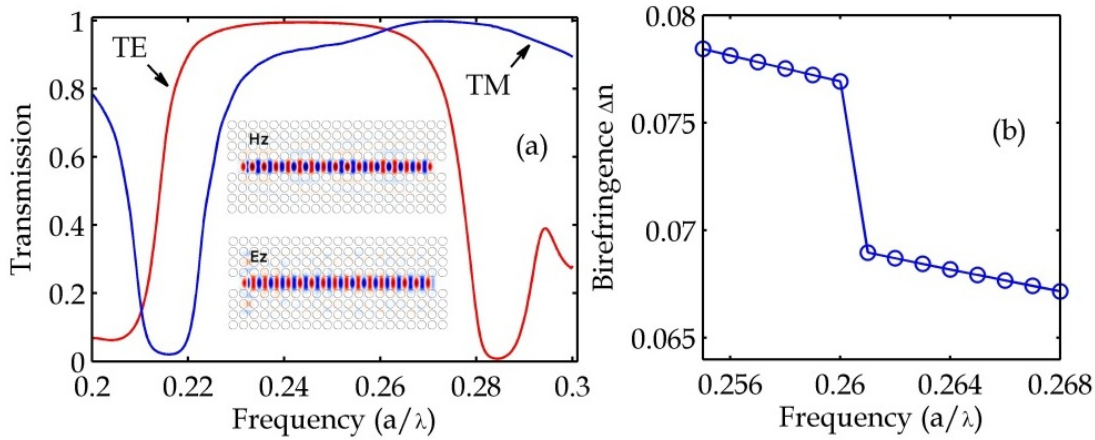 1
0.8
0.6
0.4
0.2
0
Transmission
TE
TM
(a)
Hz
Ez
0.2
0.22
0.24
0.26
0.28
0.3
Frequency (a/λ)
0.08
0.075
0.07
0.065
Birefringence Δn
(b)
0.256
0.26
0.264
0.268
Frequency (a/λ)